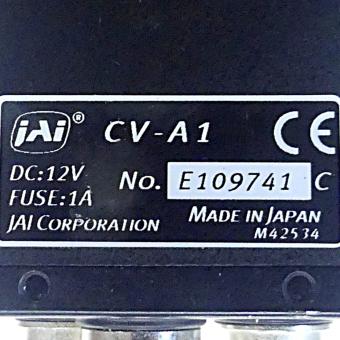 JAi® CV-A1 CE
DC:12V No. E109741 C
FUSE:1A
JAI CORPORATION MADE IN JAPAN
M42534